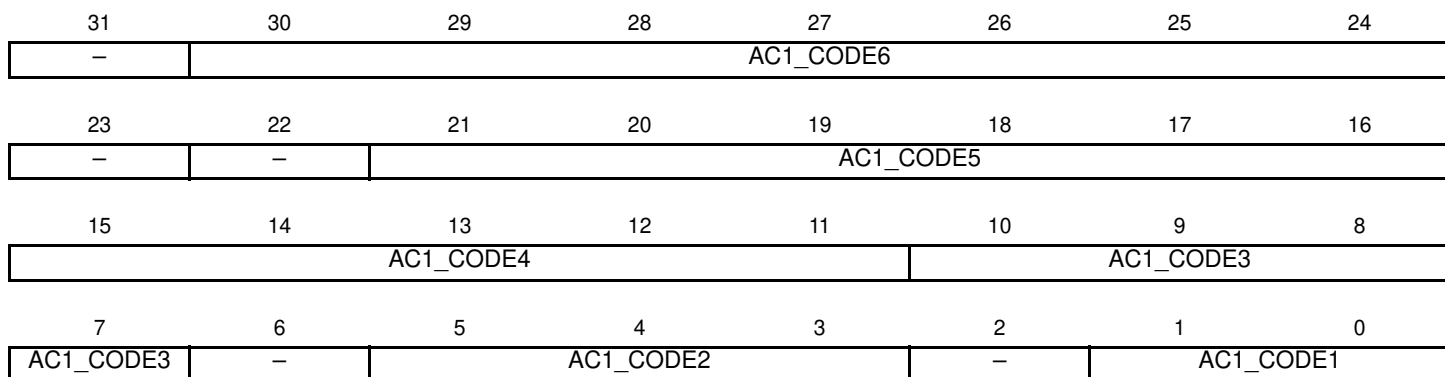 31 30 29 28 27 26 25 24
– AC1_CODE6
23 22 21 20 19 18 17 16
– – AC1_CODE5
15 14 13 12 11 10 9 8
AC1_CODE4 AC1_CODE3
7 6 5 4 3 2 1 0
AC1_CODE3 – AC1_CODE2 – AC1_CODE1